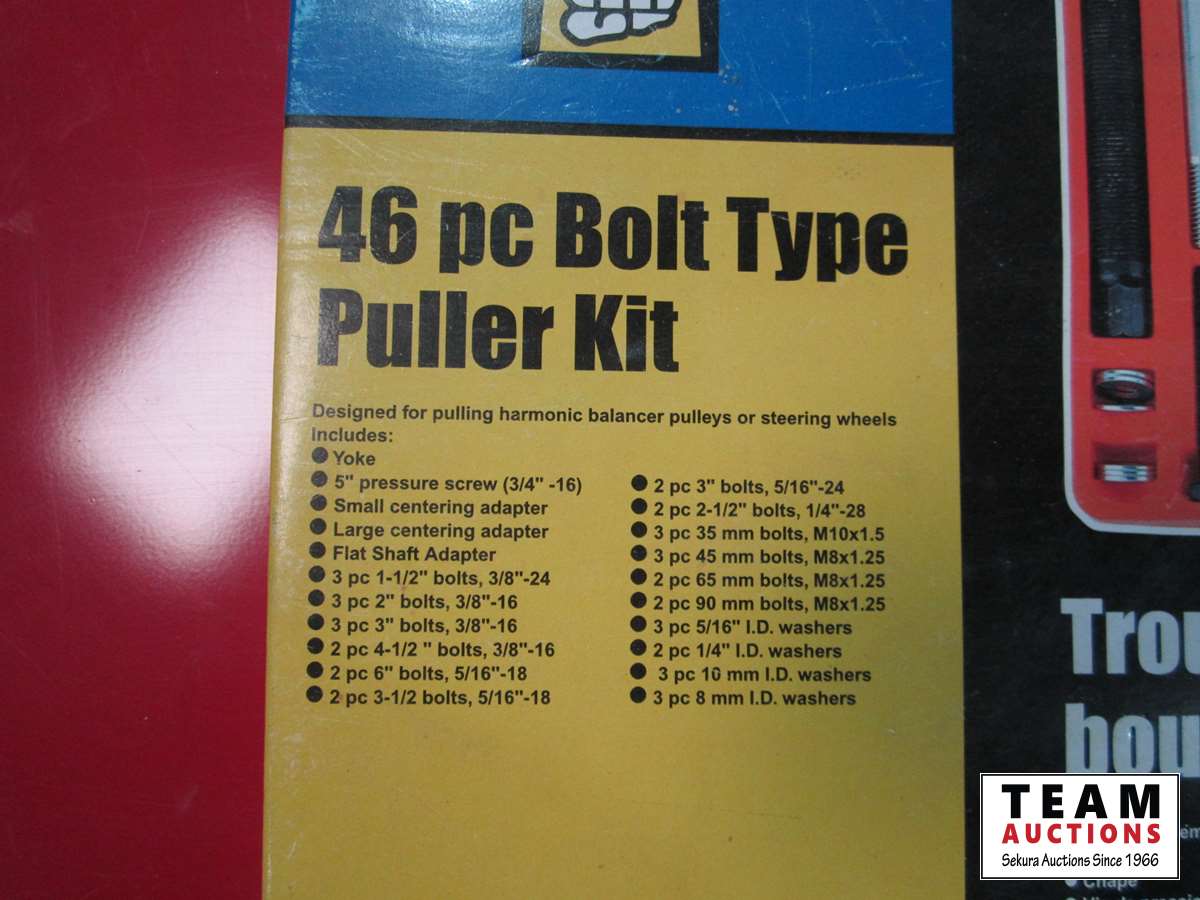 46 pc Bolt Type
Puller Kit
Designed for pulling harmonic balancer pulleys or steering wheels
Includes:
● Yoke
● 5" pressure screw (3/4" -16)
● Small centering adapter
● Large centering adapter
● Flat Shaft Adapter
● 3 pc 1-1/2" bolts, 3/8"-24
● 3 pc 2" bolts, 3/8"-16
● 3 pc 3" bolts, 3/8"-16
● 2 pc 4-1/2 " bolts, 3/8"-16
● 2 pc 6" bolts, 5/16"-18
● 2 pc 3-1/2 bolts, 5/16"-18
● 2 pc 3" bolts, 5/16"-24
● 2 pc 2-1/2" bolts, 1/4"-28
● 3 pc 35 mm bolts, M10x1.5
● 3 pc 45 mm bolts, M8x1.25
● 2 pc 65 mm bolts, M8x1.25
● 2 pc 90 mm bolts, M8x1.25
● 3 pc 5/16" I.D. washers
● 2 pc 1/4" I.D. washers
● 3 pc 10 mm I.D. washers
● 3 pc 8 mm I.D. washers
Trou
bou
● Chape
TEAM
AUCTIONS
Sekura Auctions Since 1966